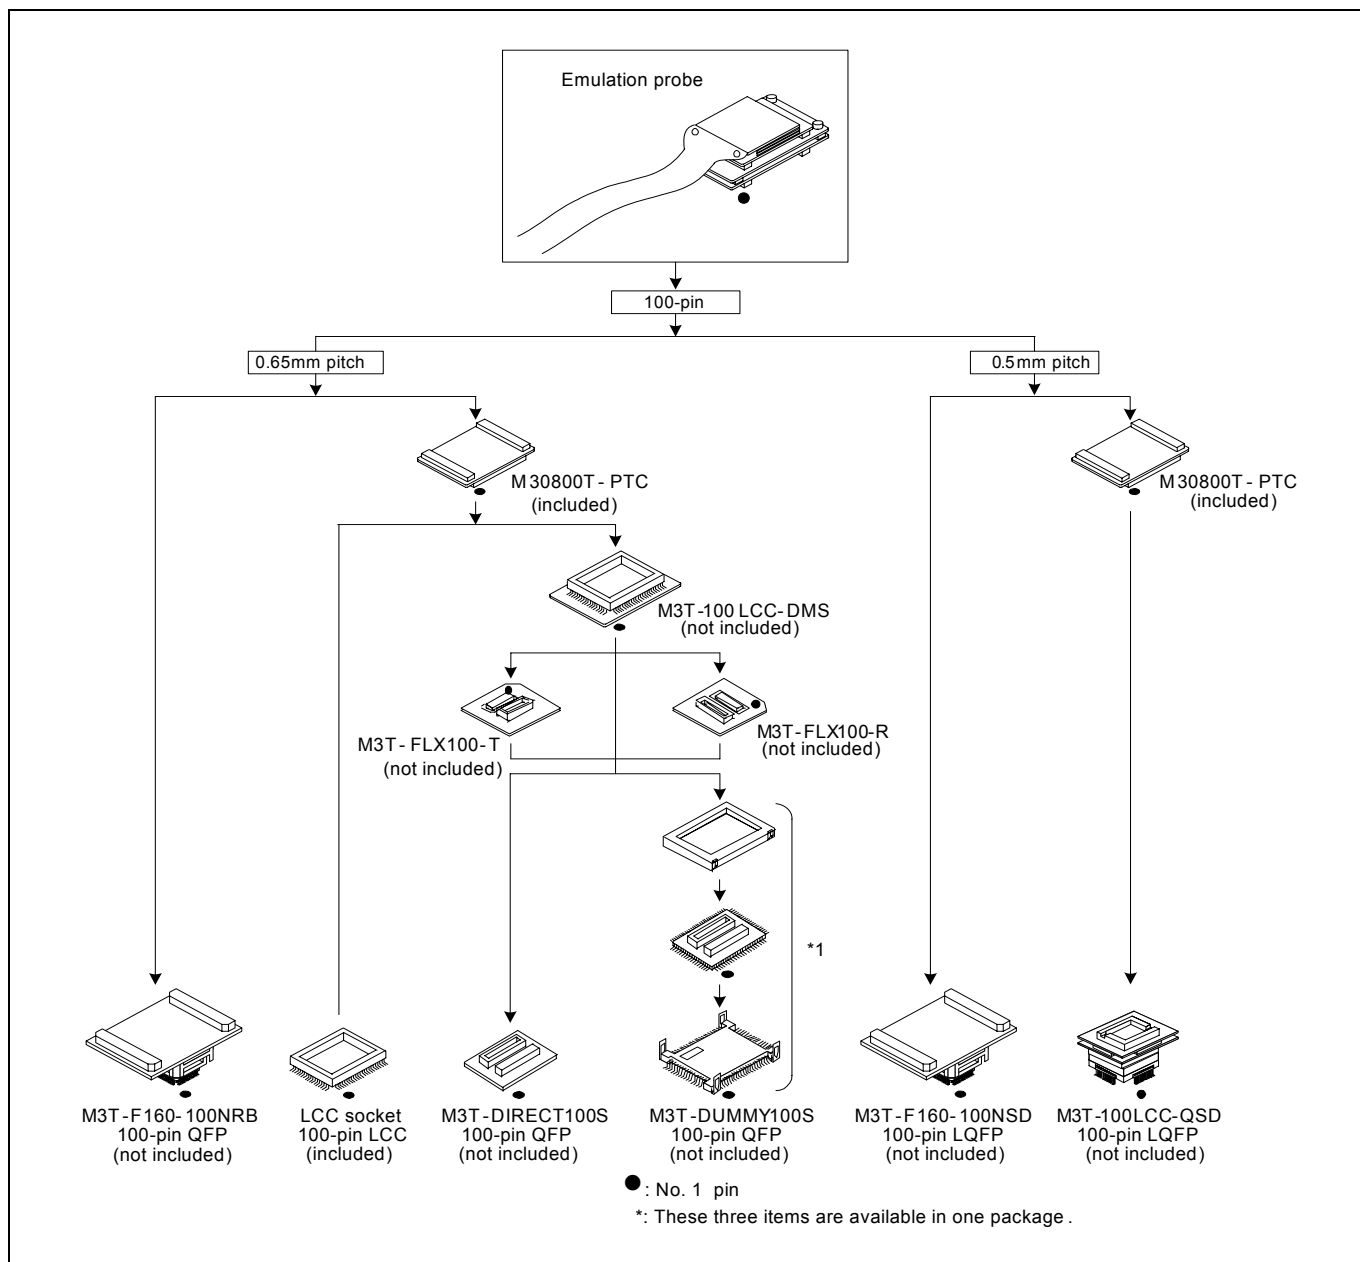 Emulation probe
100-pin
0.65mm pitch
0.5mm pitch
M30800T-PTC
(included)
M30800T-PTC
(included)
M3T-100LCC-DMS
(not included)
M3T-FLX100-T
(not included)
M3T-FLX100-R
(not included)
*1
M3T-F160-100NRB
100-pin QFP
(not included)
LCC socket
100-pin LCC
(included)
M3T-DIRECT100S
100-pin QFP
(not included)
M3T-DUMMY100S
100-pin QFP
(not included)
M3T-F160-100NSD
100-pin LQFP
(not included)
M3T-100LCC-QSD
100-pin LQFP
(not included)
● : No. 1 pin
*: These three items are available in one package.